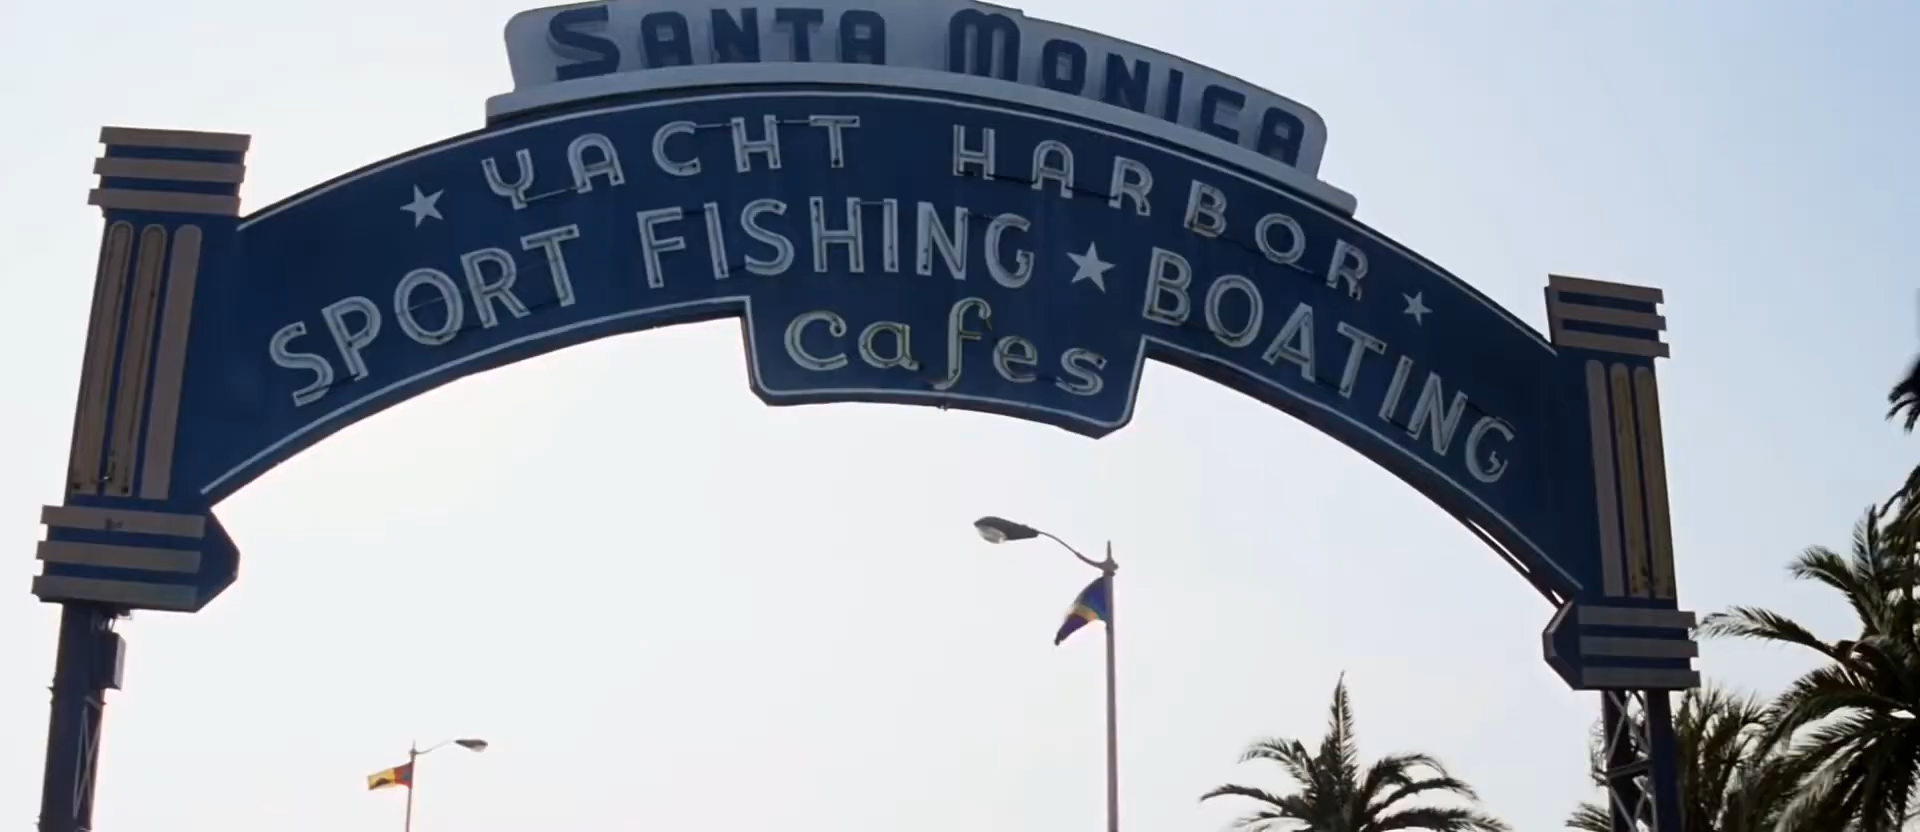 SANTA MONICA
★ YACHT HARBOR ★
SPORT FISHING ★ BOATING
cafes